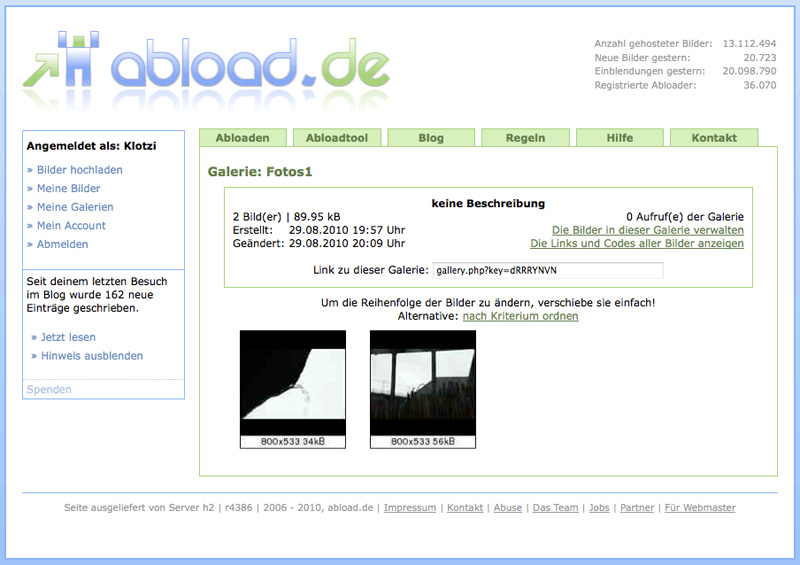 abload.de
Anzahl gehosteter Bilder: 13.112.494
Neue Bilder gestern: 20.723
Einblendungen gestern: 20.098.790
Registrierte Abloader: 36.070
Angemeldet als: Klotzi
» Bilder hochladen
» Meine Bilder
» Meine Galerien
» Mein Account
» Abmelden
Seit deinem letzten Besuch
im Blog wurde 162 neue
Einträge geschrieben.
» Jetzt lesen
» Hinweis ausblenden
Spenden
Abloaden Abloadtool Blog Regeln Hilfe Kontakt
Galerie: Fotos1
keine Beschreibung
2 Bild(er) | 89.95 kB 0 Aufruf(e) der Galerie
Erstellt: 29.08.2010 19:57 Uhr Die Bilder in dieser Galerie verwalten
Geändert: 29.08.2010 20:09 Uhr Die Links und Codes aller Bilder anzeigen
Link zu dieser Galerie: gallery.php?key=dRRRYNVN
Um die Reihenfolge der Bilder zu ändern, verschiebe sie einfach!
Alternative: nach Kriterium ordnen
800x533 34kB 800x533 56kB
Seite ausgeliefert von Server h2 | r4386 | 2006 - 2010, abload.de | Impressum | Kontakt | Abuse | Das Team | Jobs | Partner | Für Webmaster